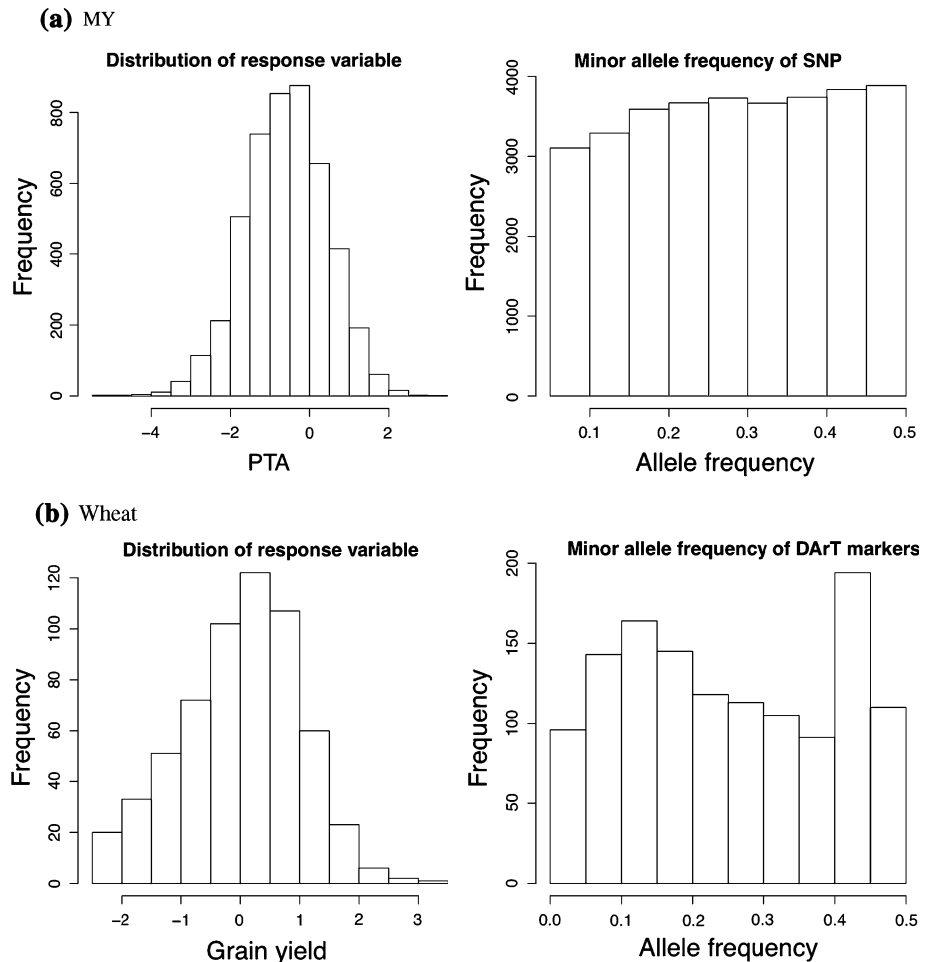 (a) MY
Distribution of response variable
Frequency
0 200 400 600 800
−4 −2 0 2
PTA
Minor allele frequency of SNP
Frequency
0 1000 2000 3000 4000
0.1 0.2 0.3 0.4 0.5
Allele frequency
(b) Wheat
Distribution of response variable
Frequency
0 20 40 60 80 100 120
−2 −1 0 1 2 3
Grain yield
Minor allele frequency of DArT markers
Frequency
0 50 100 150 200
0.0 0.1 0.2 0.3 0.4 0.5
Allele frequency